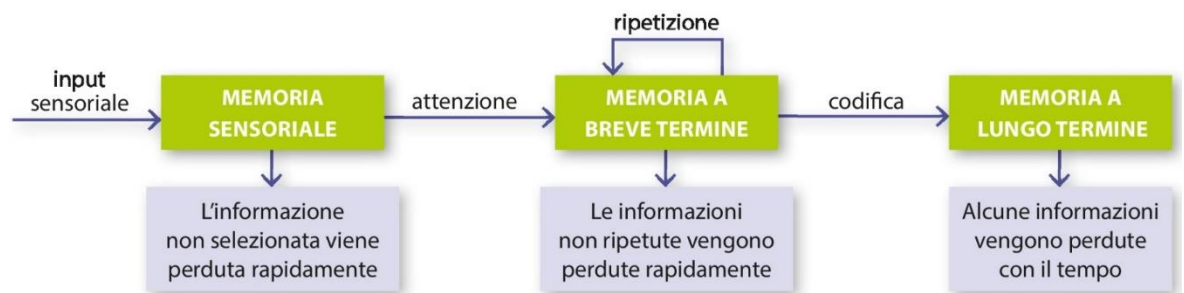 ripetizione
input
sensoriale
MEMORIA
SENSORIALE
attenzione
MEMORIA A
BREVE TERMINE
codifica
MEMORIA A
LUNGO TERMINE
L'informazione
non selezionata viene
perduta rapidamente
Le informazioni
non ripetute vengono
perdute rapidamente
Alcune informazioni
vengono perdute
con il tempo